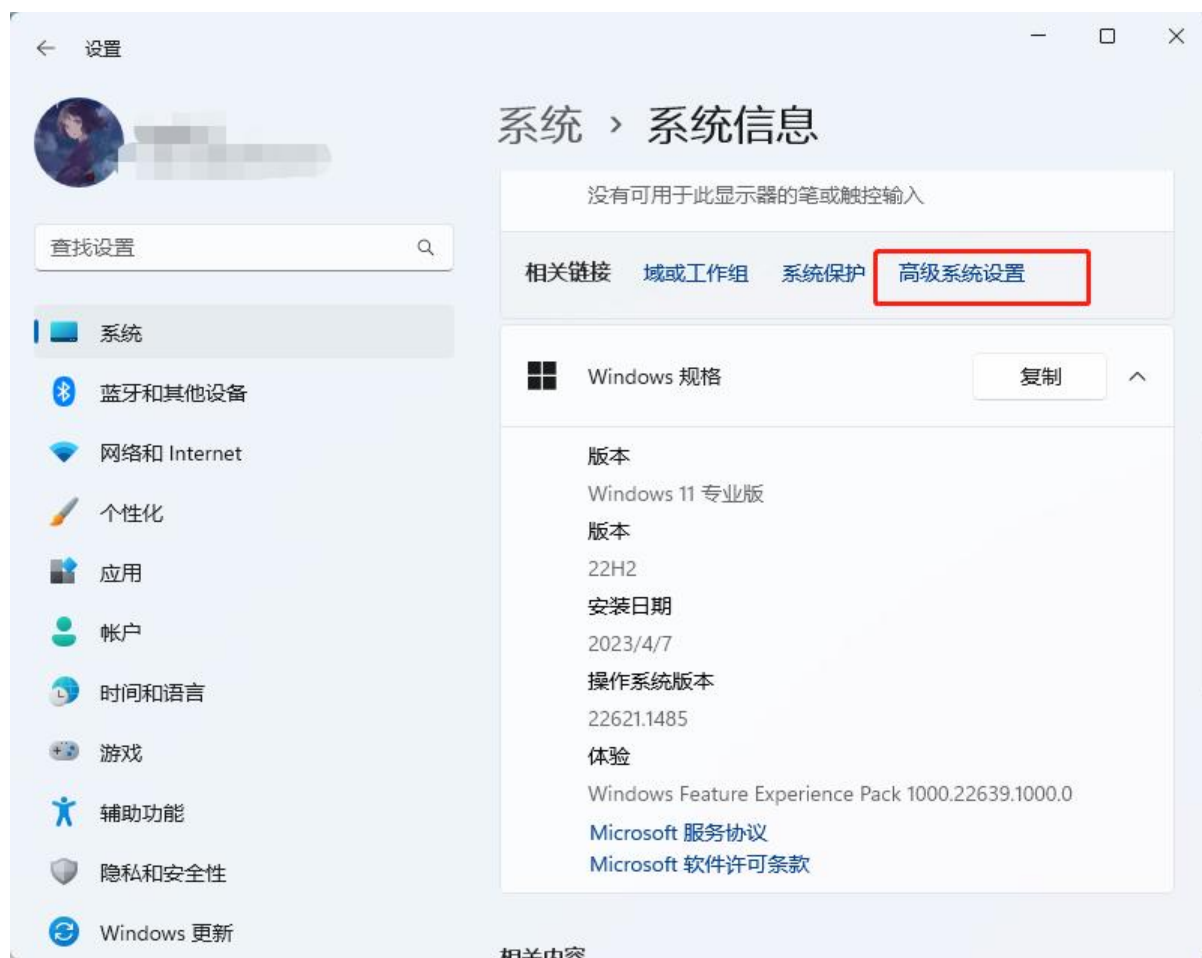 设置
系统 › 系统信息
没有可用于此显示器的笔或触控输入
查找设置
相关链接 域或工作组 系统保护 高级系统设置
系统
蓝牙和其他设备
网络和 Internet
个性化
应用
帐户
时间和语言
游戏
辅助功能
隐私和安全性
Windows 更新
Windows 规格 复制
版本
Windows 11 专业版
版本
22H2
安装日期
2023/4/7
操作系统版本
22621.1485
体验
Windows Feature Experience Pack 1000.22639.1000.0
Microsoft 服务协议
Microsoft 软件许可条款
相关内容